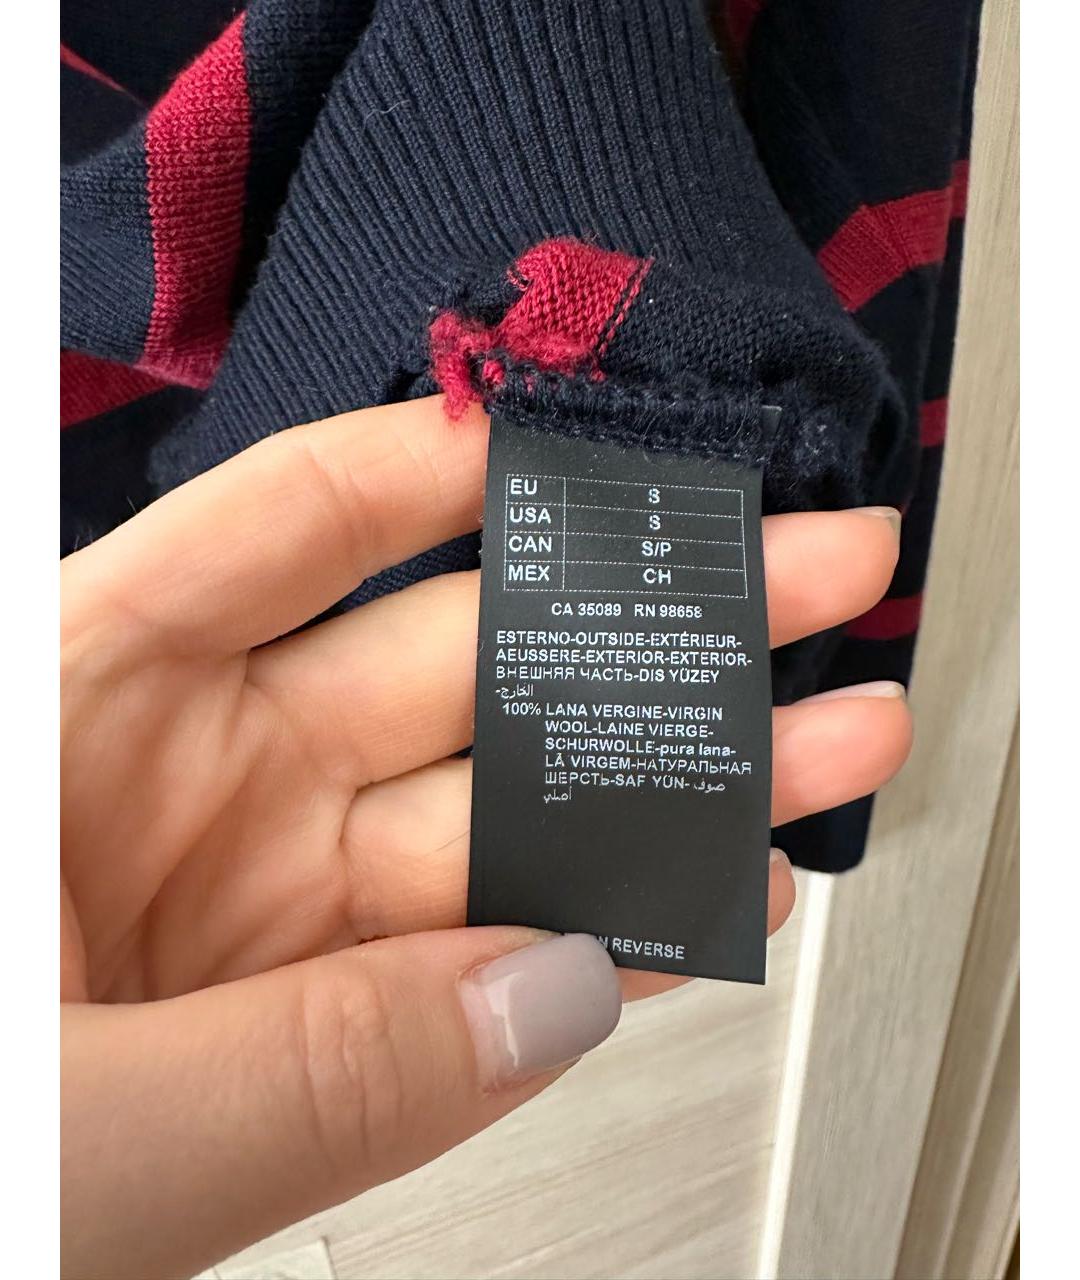 EU S
USA S
CAN S/P
MEX CH
CA 35089 RN 98658
ESTERNO-OUTSIDE-EXTÉRIEUR-
AEUSSERE-EXTERIOR-EXTERIOR-
ВНЕШНЯЯ ЧАСТЬ-DIS YÜZEY
-الخارج
100% LANA VERGINE-VIRGIN
WOOL-LAINE VIERGE-
SCHURWOLLE-pura lana-
LÃ VIRGEM-НАТУРАЛЬНАЯ
ШЕРСТЬ-SAF YÜN- صوف
أصلي
REVERSE